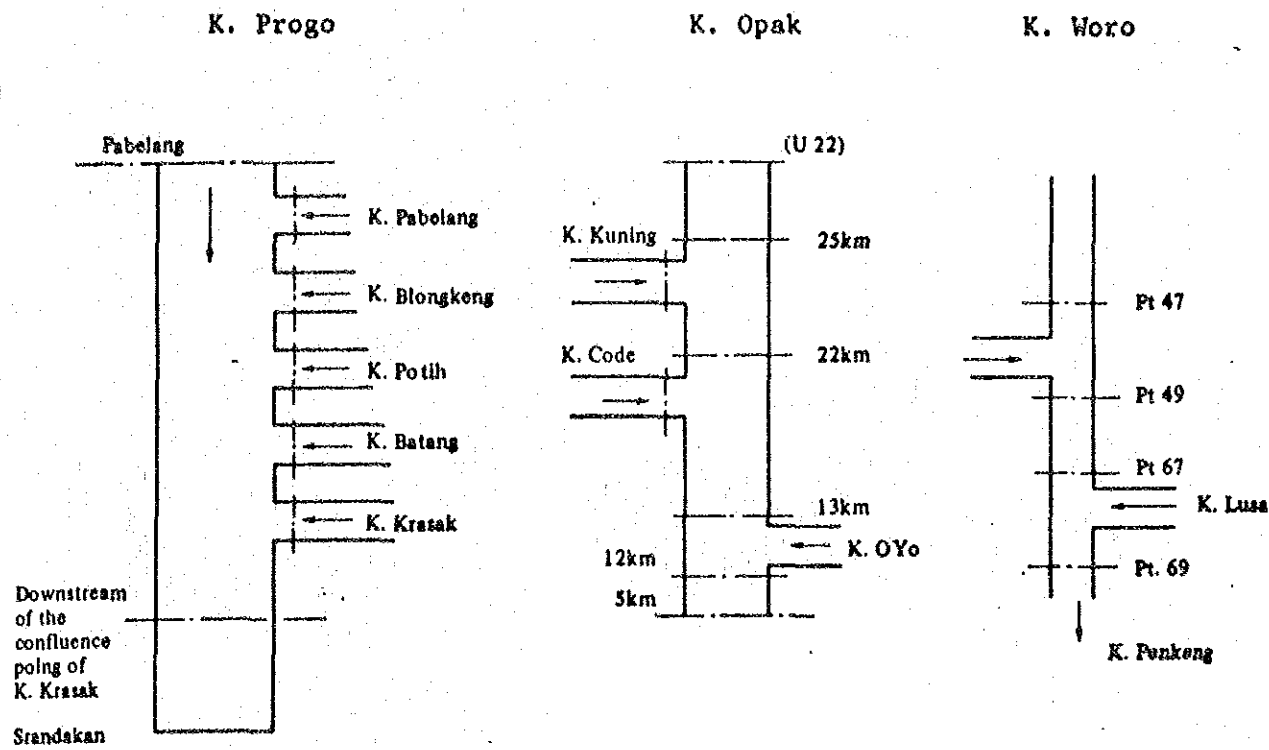 K. Progo
K. Opak
K. Woro
Pabelang
K. Pabelang
K. Blongkeng
K. Potih
K. Batang
K. Krasak
Downstream
of the
confluence
poing of
K. Krasak
Srandakan
(U 22)
K. Kuning
25km
K. Code
22km
13km
K. OYo
12km
5km
Pt 47
Pt 49
Pt 67
K. Lusa
Pt. 69
K. Penkeng